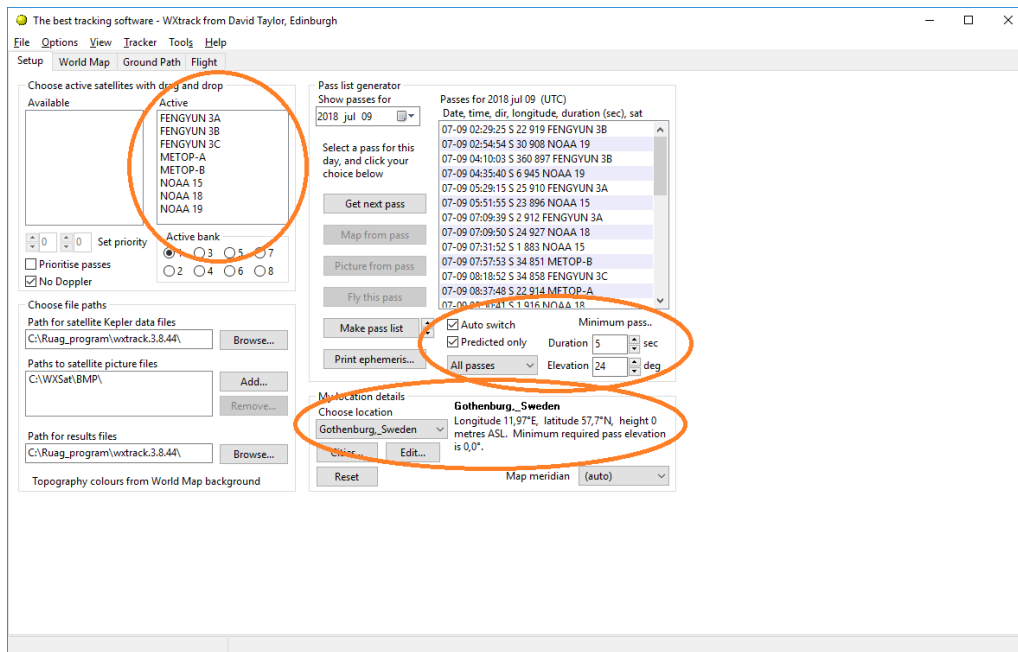 The best tracking software - WXtrack from David Taylor, Edinburgh
File Options View Tracker Tools Help
Setup World Map Ground Path Flight
Choose active satellites with drag and drop
Available Active
FENGYUN 3A
FENGYUN 3B
FENGYUN 3C
METOP-A
METOP-B
NOAA 15
NOAA 18
NOAA 19
0 0 Set priority
Prioritise passes
No Doppler
Active bank
1 3 5 7
2 4 6 8
Choose file paths
Path for satellite Kepler data files
C:\Ruag_program\wxtrack.3.8.44\ Browse...
Paths to satellite picture files
C:\WXSat\BMP\ Add...
Remove...
Path for results files
C:\Ruag_program\wxtrack.3.8.44\ Browse...
Topography colours from World Map background
Pass list generator
Show passes for
2018 jul 09
Select a pass for this
day, and click your
choice below
Get next pass
Map from pass
Picture from pass
Fly this pass
Make pass list
Print ephemeris...
Passes for 2018 jul 09 (UTC)
Date, time, dir, longitude, duration (sec), sat
07-09 02:29:25 S 22 919 FENGYUN 3B
07-09 02:54:54 S 30 908 NOAA 19
07-09 04:10:03 S 360 897 FENGYUN 3B
07-09 04:35:40 S 6 945 NOAA 19
07-09 05:29:15 S 25 910 FENGYUN 3A
07-09 05:51:55 S 23 896 NOAA 15
07-09 07:09:39 S 2 912 FENGYUN 3A
07-09 07:09:50 S 24 927 NOAA 18
07-09 07:31:52 S 1 883 NOAA 15
07-09 07:57:53 S 34 851 METOP-B
07-09 08:18:52 S 34 858 FENGYUN 3C
07-09 08:37:48 S 22 914 METOP-A
S 1 916 NOAA 18
Auto switch
Predicted only
All passes
Minimum pass..
Duration 5 sec
Elevation 24 deg
My location details
Choose location
Gothenburg,_Sweden
Cities... Edit...
Reset
Gothenburg,_Sweden
Longitude 11,97°E, latitude 57,7°N, height 0
metres ASL. Minimum required pass elevation
is 0,0°.
Map meridian (auto)